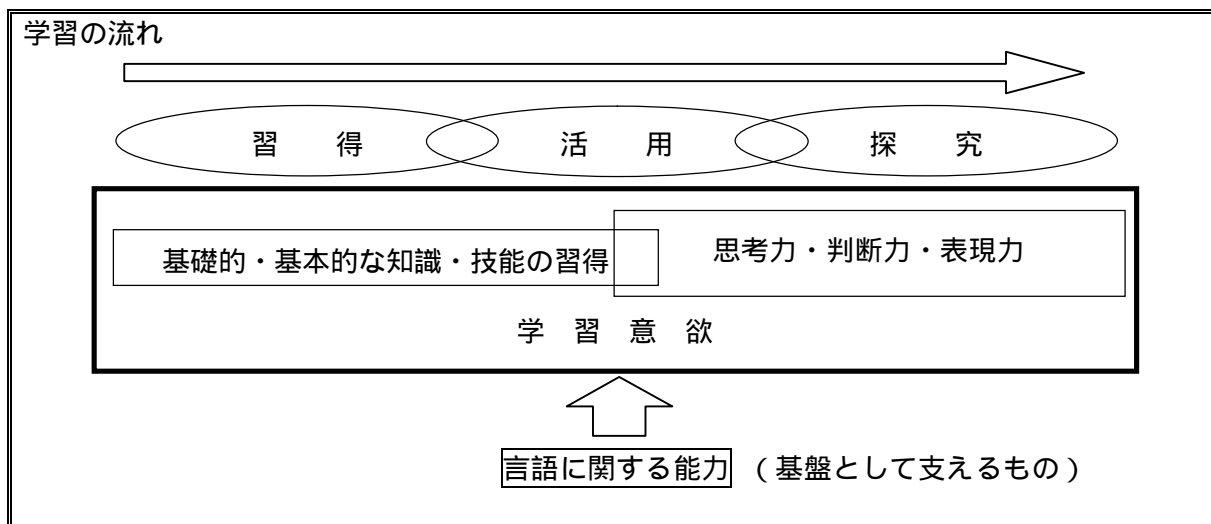 学習の流れ
習 得 活 用 探 究
基礎的・基本的な知識・技能の習得 思考力・判断力・表現力
学 習 意 欲
言語に関する能力 (基盤として支えるもの)